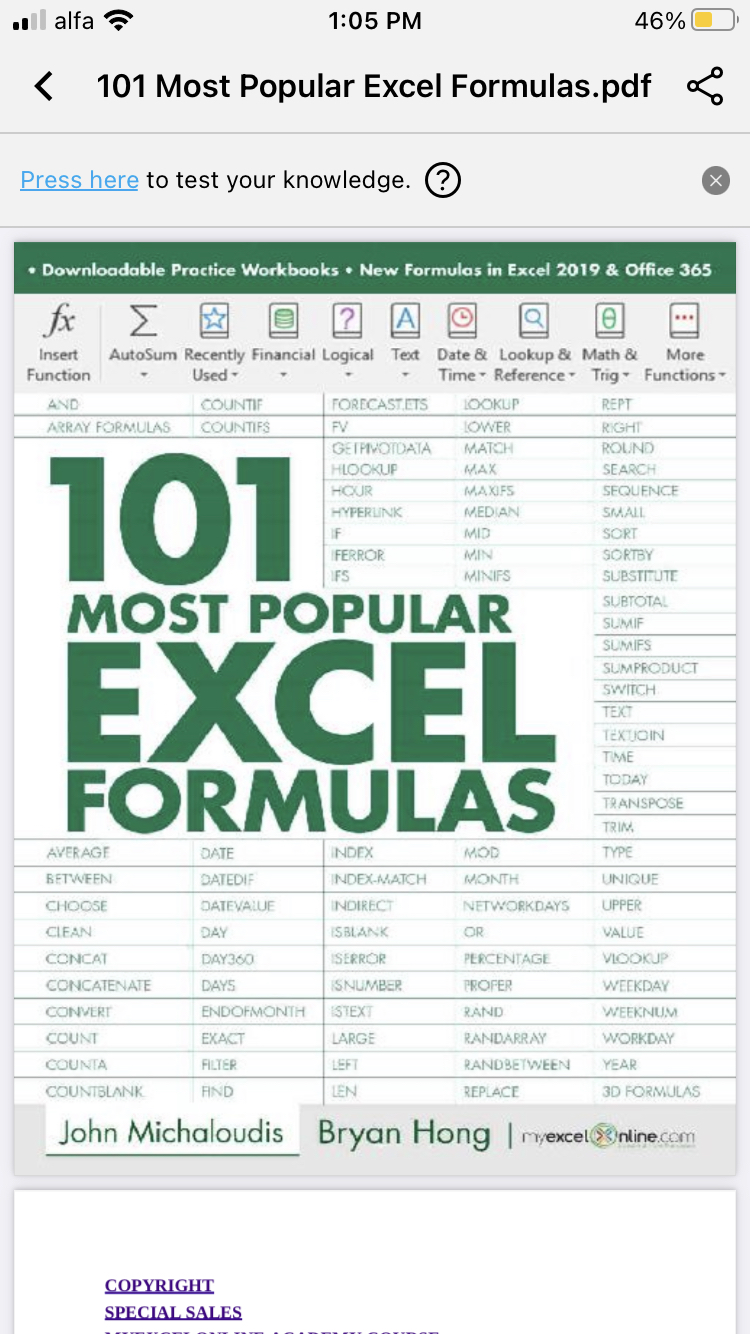 alfa 1:05 PM 46%
101 Most Popular Excel Formulas.pdf
Press here to test your knowledge. ?
• Downloadable Practice Workbooks • New Formulas in Excel 2019 & Office 365
fx Σ ? A θ
Insert AutoSum Recently Financial Logical Text Date & Lookup & Math & More
Function Used Time Reference Trig Functions
AND COUNTIF FORECAST.ETS LOOKUP REPT
ARRAY FORMULAS COUNTIFS FV LOWER RIGHT
GETPIVOTDATA MATCH ROUND
HLOOKUP MAX SEARCH
HOUR MAXIFS SEQUENCE
HYPERLINK MEDIAN SMALL
IF MID SORT
IFERROR MIN SORTBY
IFS MINIFS SUBSTITUTE
101
MOST POPULAR
EXCEL
FORMULAS
SUBTOTAL
SUMIF
SUMIFS
SUMPRODUCT
SWITCH
TEXT
TEXTJOIN
TIME
TODAY
TRANSPOSE
TRIM
AVERAGE DATE INDEX MOD TYPE
BETWEEN DATEDIF INDEX-MATCH MONTH UNIQUE
CHOOSE DATEVALUE INDIRECT NETWORKDAYS UPPER
CLEAN DAY ISBLANK OR VALUE
CONCAT DAY360 ISERROR PERCENTAGE VLOOKUP
CONCATENATE DAYS ISNUMBER PROPER WEEKDAY
CONVERT ENDOFMONTH ISTEXT RAND WEEKNUM
COUNT EXACT LARGE RANDARRAY WORKDAY
COUNTA FILTER LEFT RANDBETWEEN YEAR
COUNTBLANK FIND LEN REPLACE 3D FORMULAS
John Michaloudis Bryan Hong | myexcelonline.com
COPYRIGHT
SPECIAL SALES
MYEXCELONLINE ACADEMY COURSE